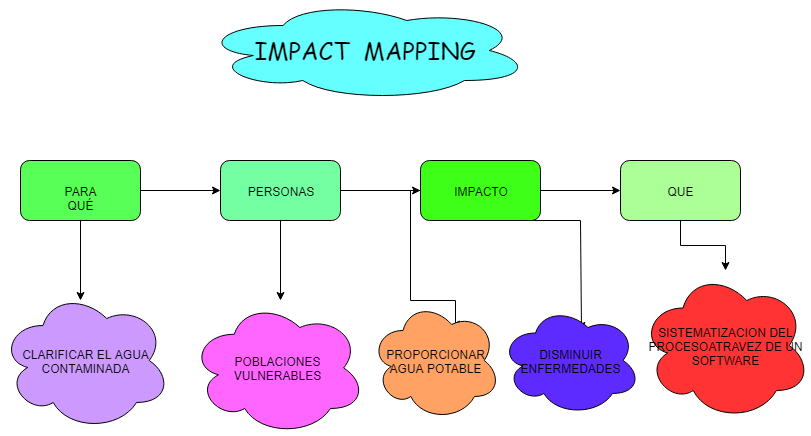 IMPACT MAPPING
PARA
QUÉ
PERSONAS
IMPACTO
QUE
CLARIFICAR EL AGUA
CONTAMINADA
POBLACIONES
VULNERABLES
PROPORCIONAR
AGUA POTABLE
DISMINUIR
ENFERMEDADES
SISTEMATIZACION DEL
PROCESOATRAVEZ DE UN
SOFTWARE